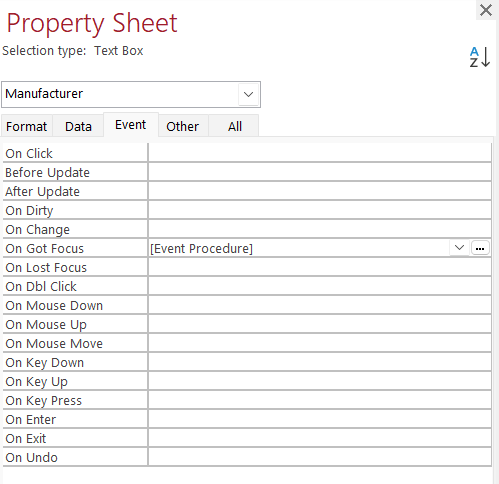 Property Sheet
Selection type: Text Box
A
Z
Manufacturer
Format Data Event Other All
On Click
Before Update
After Update
On Dirty
On Change
On Got Focus [Event Procedure] ...
On Lost Focus
On Dbl Click
On Mouse Down
On Mouse Up
On Mouse Move
On Key Down
On Key Up
On Key Press
On Enter
On Exit
On Undo